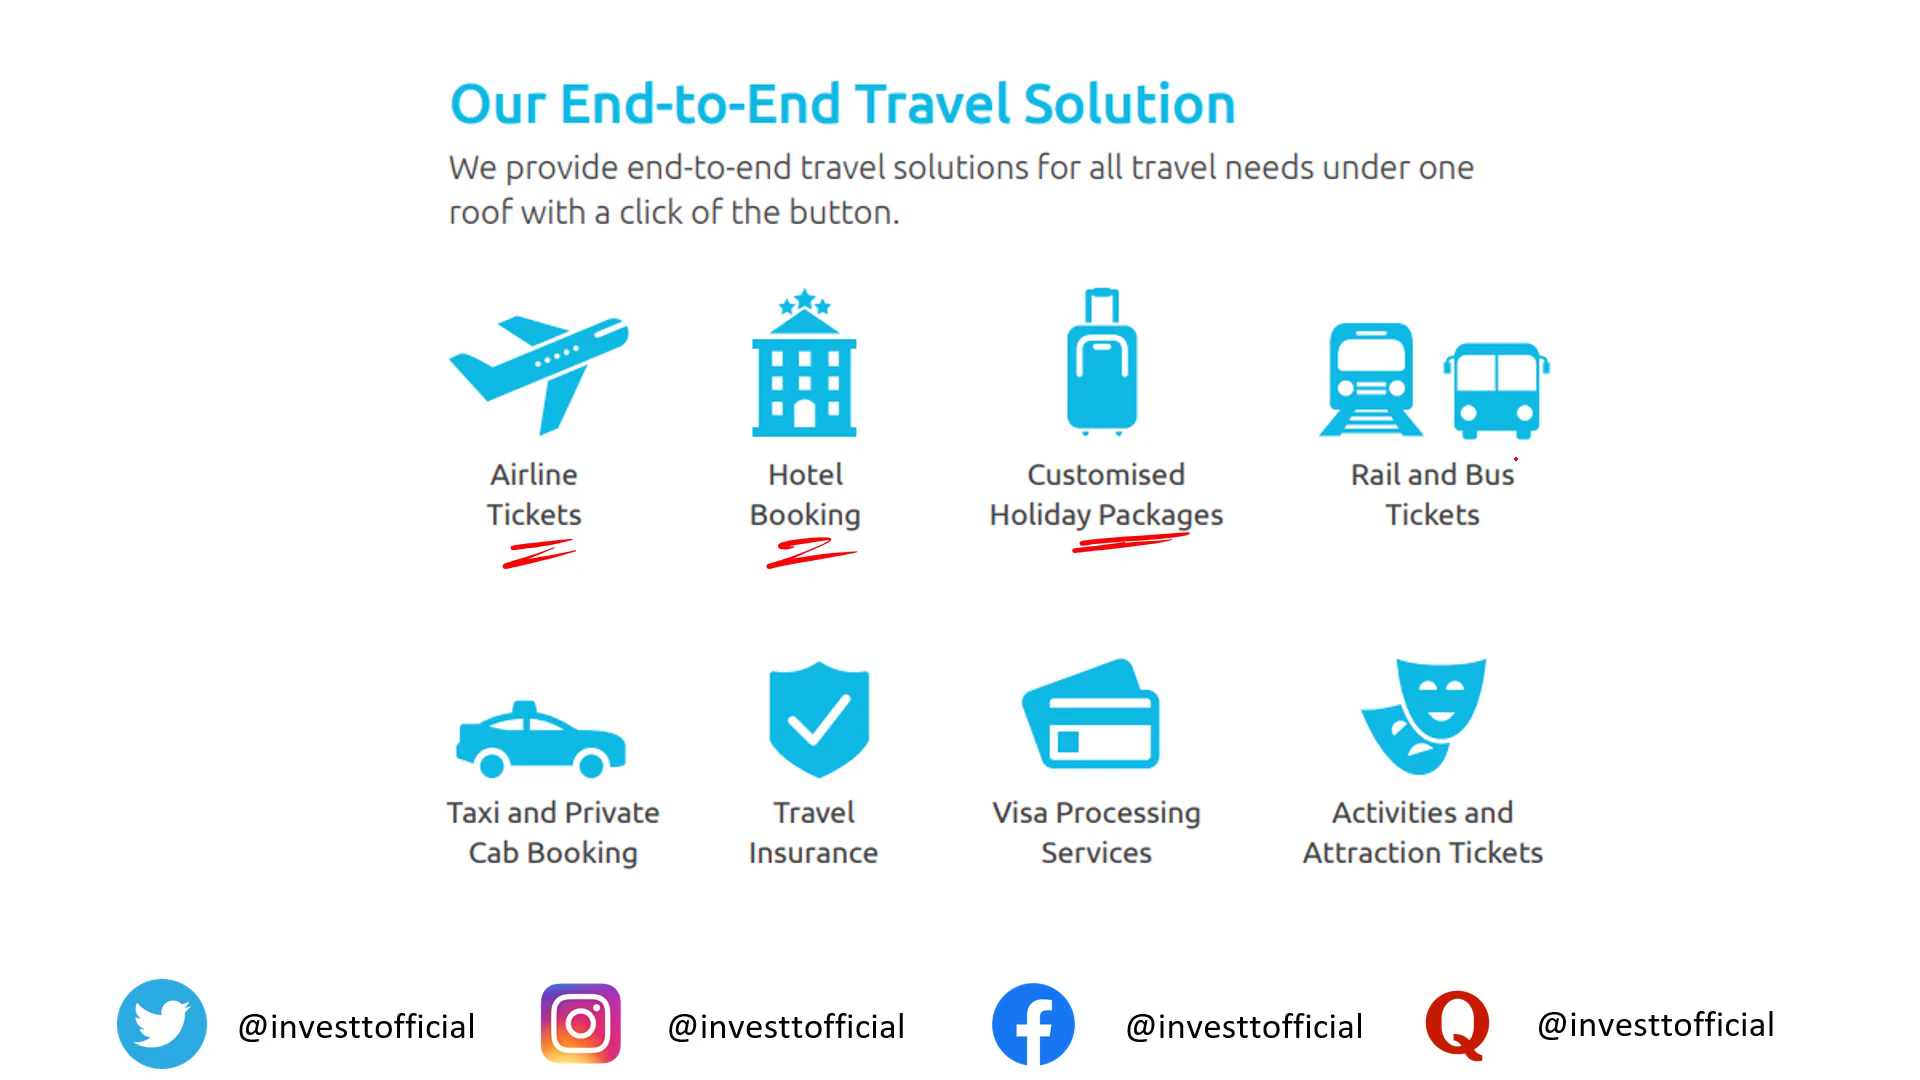 Our End-to-End Travel Solution
We provide end-to-end travel solutions for all travel needs under one
roof with a click of the button.
Airline
Tickets
Hotel
Booking
Customised
Holiday Packages
Rail and Bus
Tickets
Taxi and Private
Cab Booking
Travel
Insurance
Visa Processing
Services
Activities and
Attraction Tickets
@investtofficial
@investtofficial
@investtofficial
@investtofficial